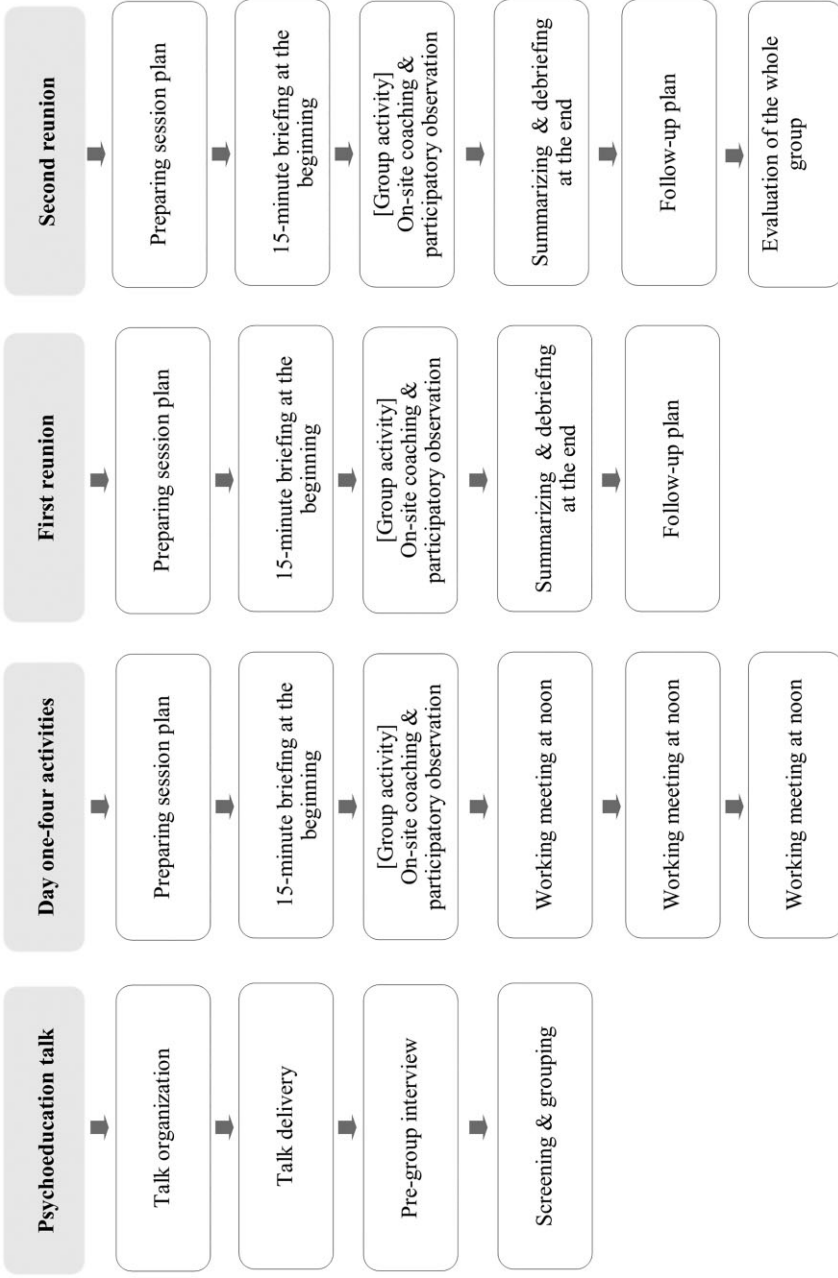 Psychoeducation talk
Talk organization
Talk delivery
Pre-group interview
Screening & grouping
Day one-four activities
Preparing session plan
15-minute briefing at the
beginning
[Group activity]
On-site coaching &
participatory observation
Working meeting at noon
Working meeting at noon
Working meeting at noon
First reunion
Preparing session plan
15-minute briefing at the
beginning
[Group activity]
On-site coaching &
participatory observation
Summarizing & debriefing
at the end
Follow-up plan
Second reunion
Preparing session plan
15-minute briefing at the
beginning
[Group activity]
On-site coaching &
participatory observation
Summarizing & debriefing
at the end
Follow-up plan
Evaluation of the whole
group